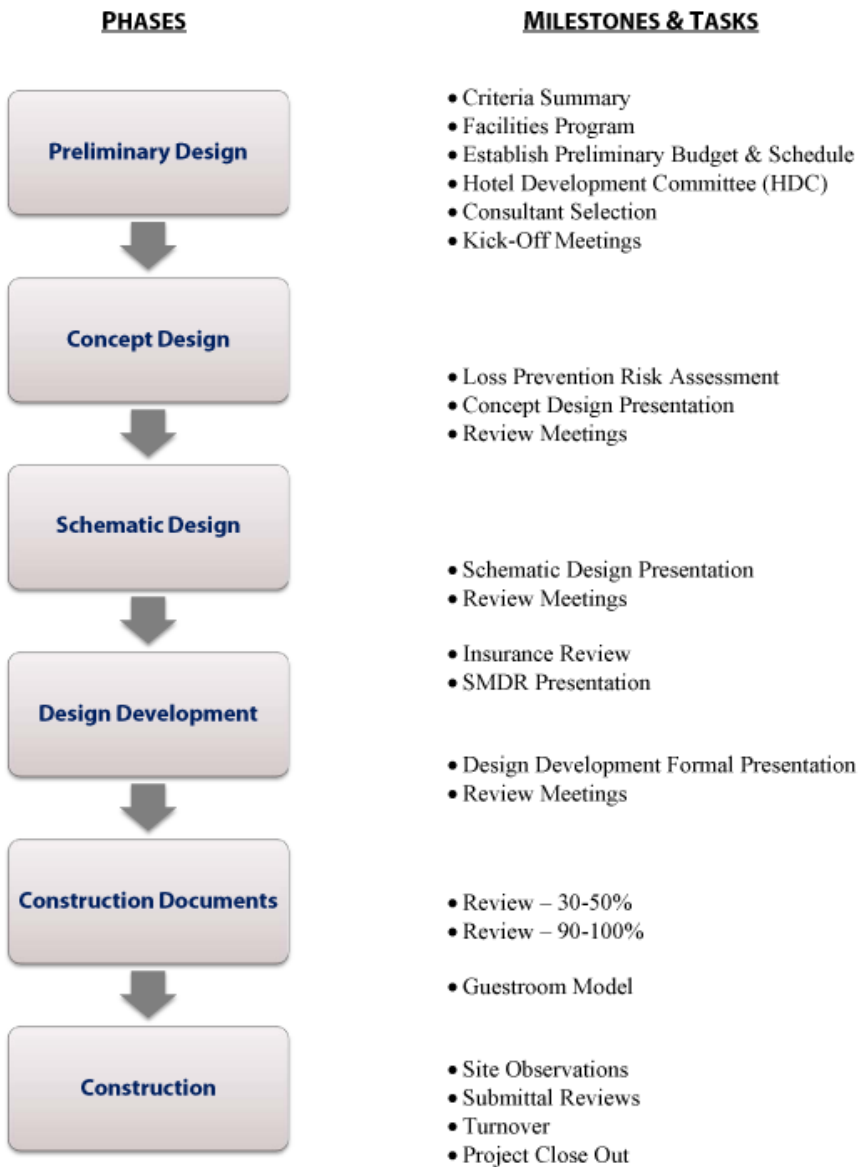 PHASES
MILESTONES & TASKS
Preliminary Design
• Criteria Summary
• Facilities Program
• Establish Preliminary Budget & Schedule
• Hotel Development Committee (HDC)
• Consultant Selection
• Kick-Off Meetings
Concept Design
• Loss Prevention Risk Assessment
• Concept Design Presentation
• Review Meetings
Schematic Design
• Schematic Design Presentation
• Review Meetings
• Insurance Review
• SMDR Presentation
Design Development
• Design Development Formal Presentation
• Review Meetings
Construction Documents
• Review – 30-50%
• Review – 90-100%
• Guestroom Model
Construction
• Site Observations
• Submittal Reviews
• Turnover
• Project Close Out